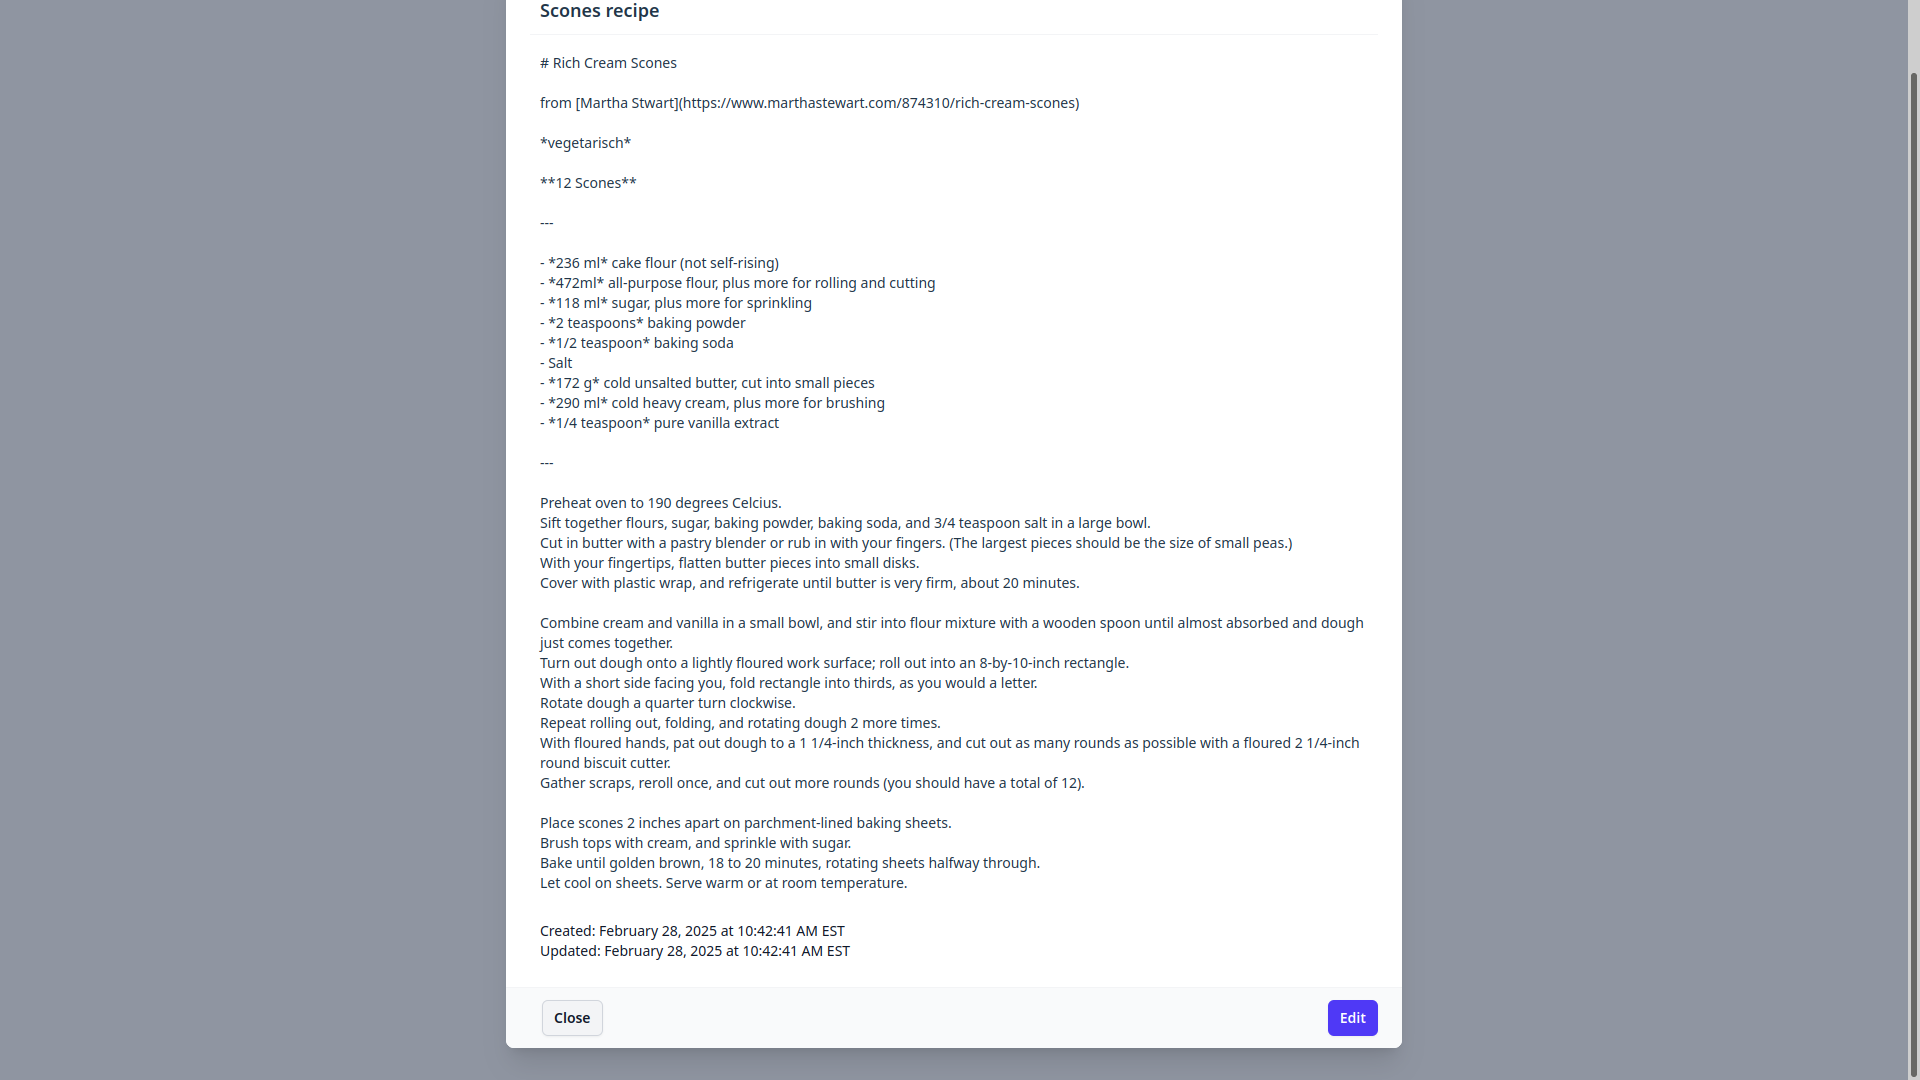 Scones recipe
# Rich Cream Scones
from [Martha Stwart](https://www.marthastewart.com/874310/rich-cream-scones)
*vegetarisch*
**12 Scones**
---
- *236 ml* cake flour (not self-rising)
- *472ml* all-purpose flour, plus more for rolling and cutting
- *118 ml* sugar, plus more for sprinkling
- *2 teaspoons* baking powder
- *1/2 teaspoon* baking soda
- Salt
- *172 g* cold unsalted butter, cut into small pieces
- *290 ml* cold heavy cream, plus more for brushing
- *1/4 teaspoon* pure vanilla extract
---
Preheat oven to 190 degrees Celcius.
Sift together flours, sugar, baking powder, baking soda, and 3/4 teaspoon salt in a large bowl.
Cut in butter with a pastry blender or rub in with your fingers. (The largest pieces should be the size of small peas.)
With your fingertips, flatten butter pieces into small disks.
Cover with plastic wrap, and refrigerate until butter is very firm, about 20 minutes.
Combine cream and vanilla in a small bowl, and stir into flour mixture with a wooden spoon until almost absorbed and dough
just comes together.
Turn out dough onto a lightly floured work surface; roll out into an 8-by-10-inch rectangle.
With a short side facing you, fold rectangle into thirds, as you would a letter.
Rotate dough a quarter turn clockwise.
Repeat rolling out, folding, and rotating dough 2 more times.
With floured hands, pat out dough to a 1 1/4-inch thickness, and cut out as many rounds as possible with a floured 2 1/4-inch
round biscuit cutter.
Gather scraps, reroll once, and cut out more rounds (you should have a total of 12).
Place scones 2 inches apart on parchment-lined baking sheets.
Brush tops with cream, and sprinkle with sugar.
Bake until golden brown, 18 to 20 minutes, rotating sheets halfway through.
Let cool on sheets. Serve warm or at room temperature.
Created: February 28, 2025 at 10:42:41 AM EST
Updated: February 28, 2025 at 10:42:41 AM EST
Close
Edit